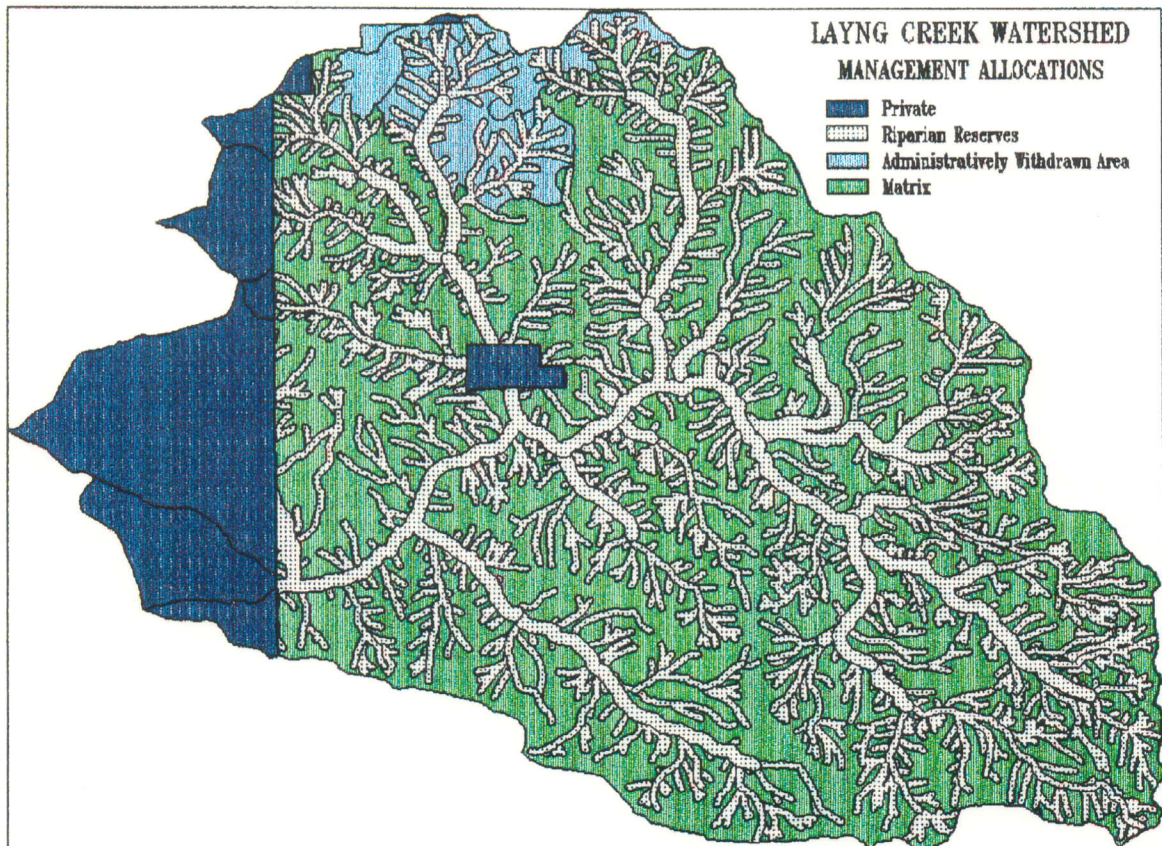 LAYNG CREEK WATERSHED
MANAGEMENT ALLOCATIONS
Private
Riparian Reserves
Administratively Withdrawn Area
Matrix